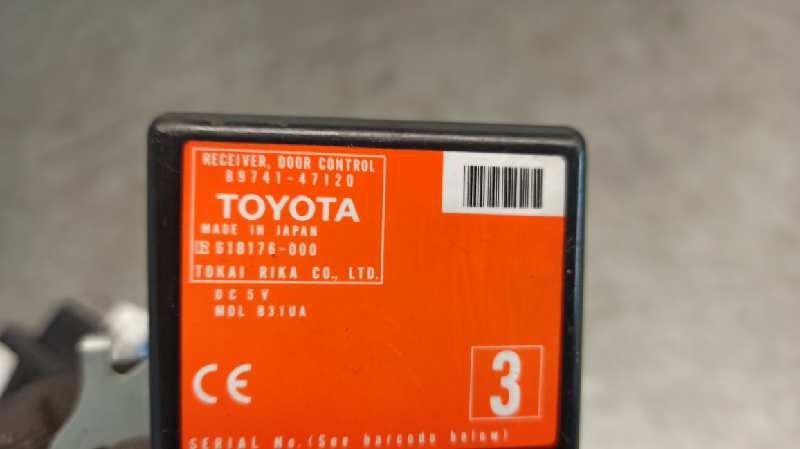 RECEIVER, DOOR CONTROL
89741-47120
TOYOTA
MADE IN JAPAN
61B176-000
TOKAI RIKA CO., LTD.
DC 5V
MDL B31UA
CE
3
SERIAL No.(See barcode below)